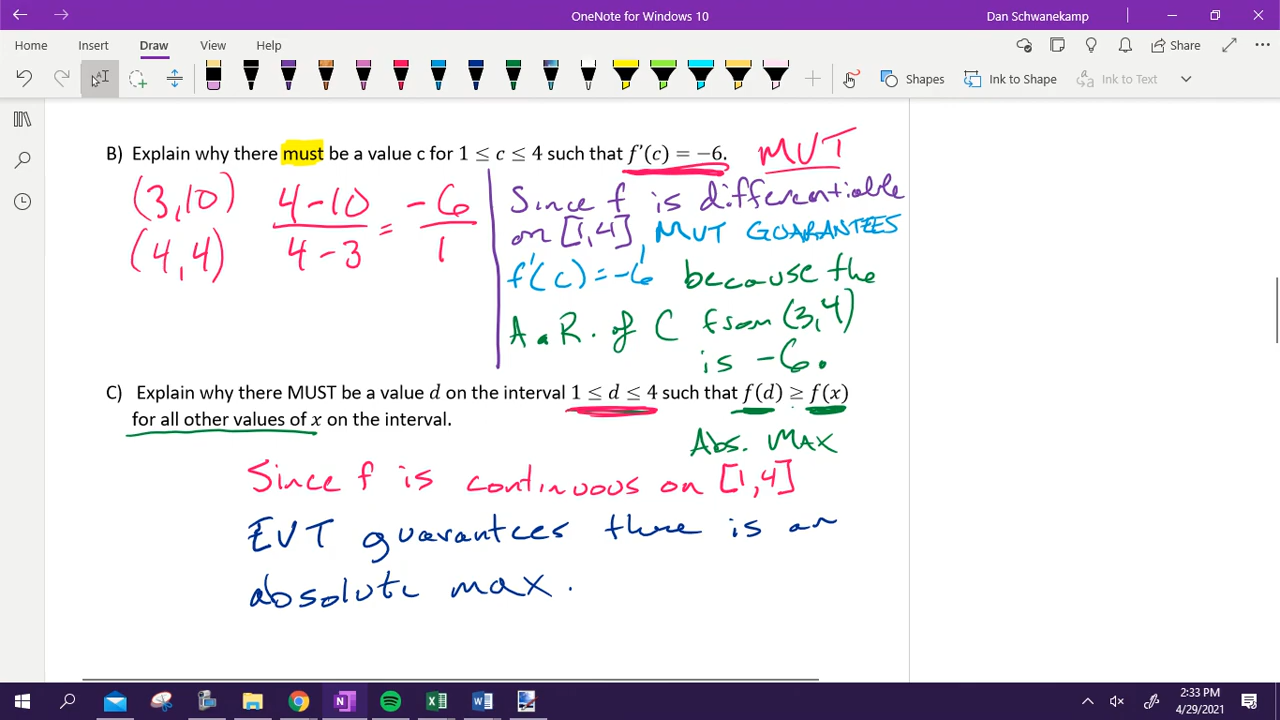 OneNote for Windows 10
Dan Schwanekamp
Home Insert Draw View Help
Share
Shapes
Ink to Shape
Ink to Text
B) Explain why there must be a value c for 1 ≤ c ≤ 4 such that f'(c) = −6.
MVT
(3,10)
(4,4)
4-10 / 4-3 = -6 / 1
Since f is differentiable
on [1,4], MVT GUARANTEES
f'(c)=-6 because the
A.R. of C from (3,4)
is -6.
C) Explain why there MUST be a value d on the interval 1 ≤ d ≤ 4 such that f(d) ≥ f(x)
for all other values of x on the interval.
Abs. MAX
Since f is continuous on [1,4]
EVT guarantees there is an
absolute max.
2:33 PM
4/29/2021